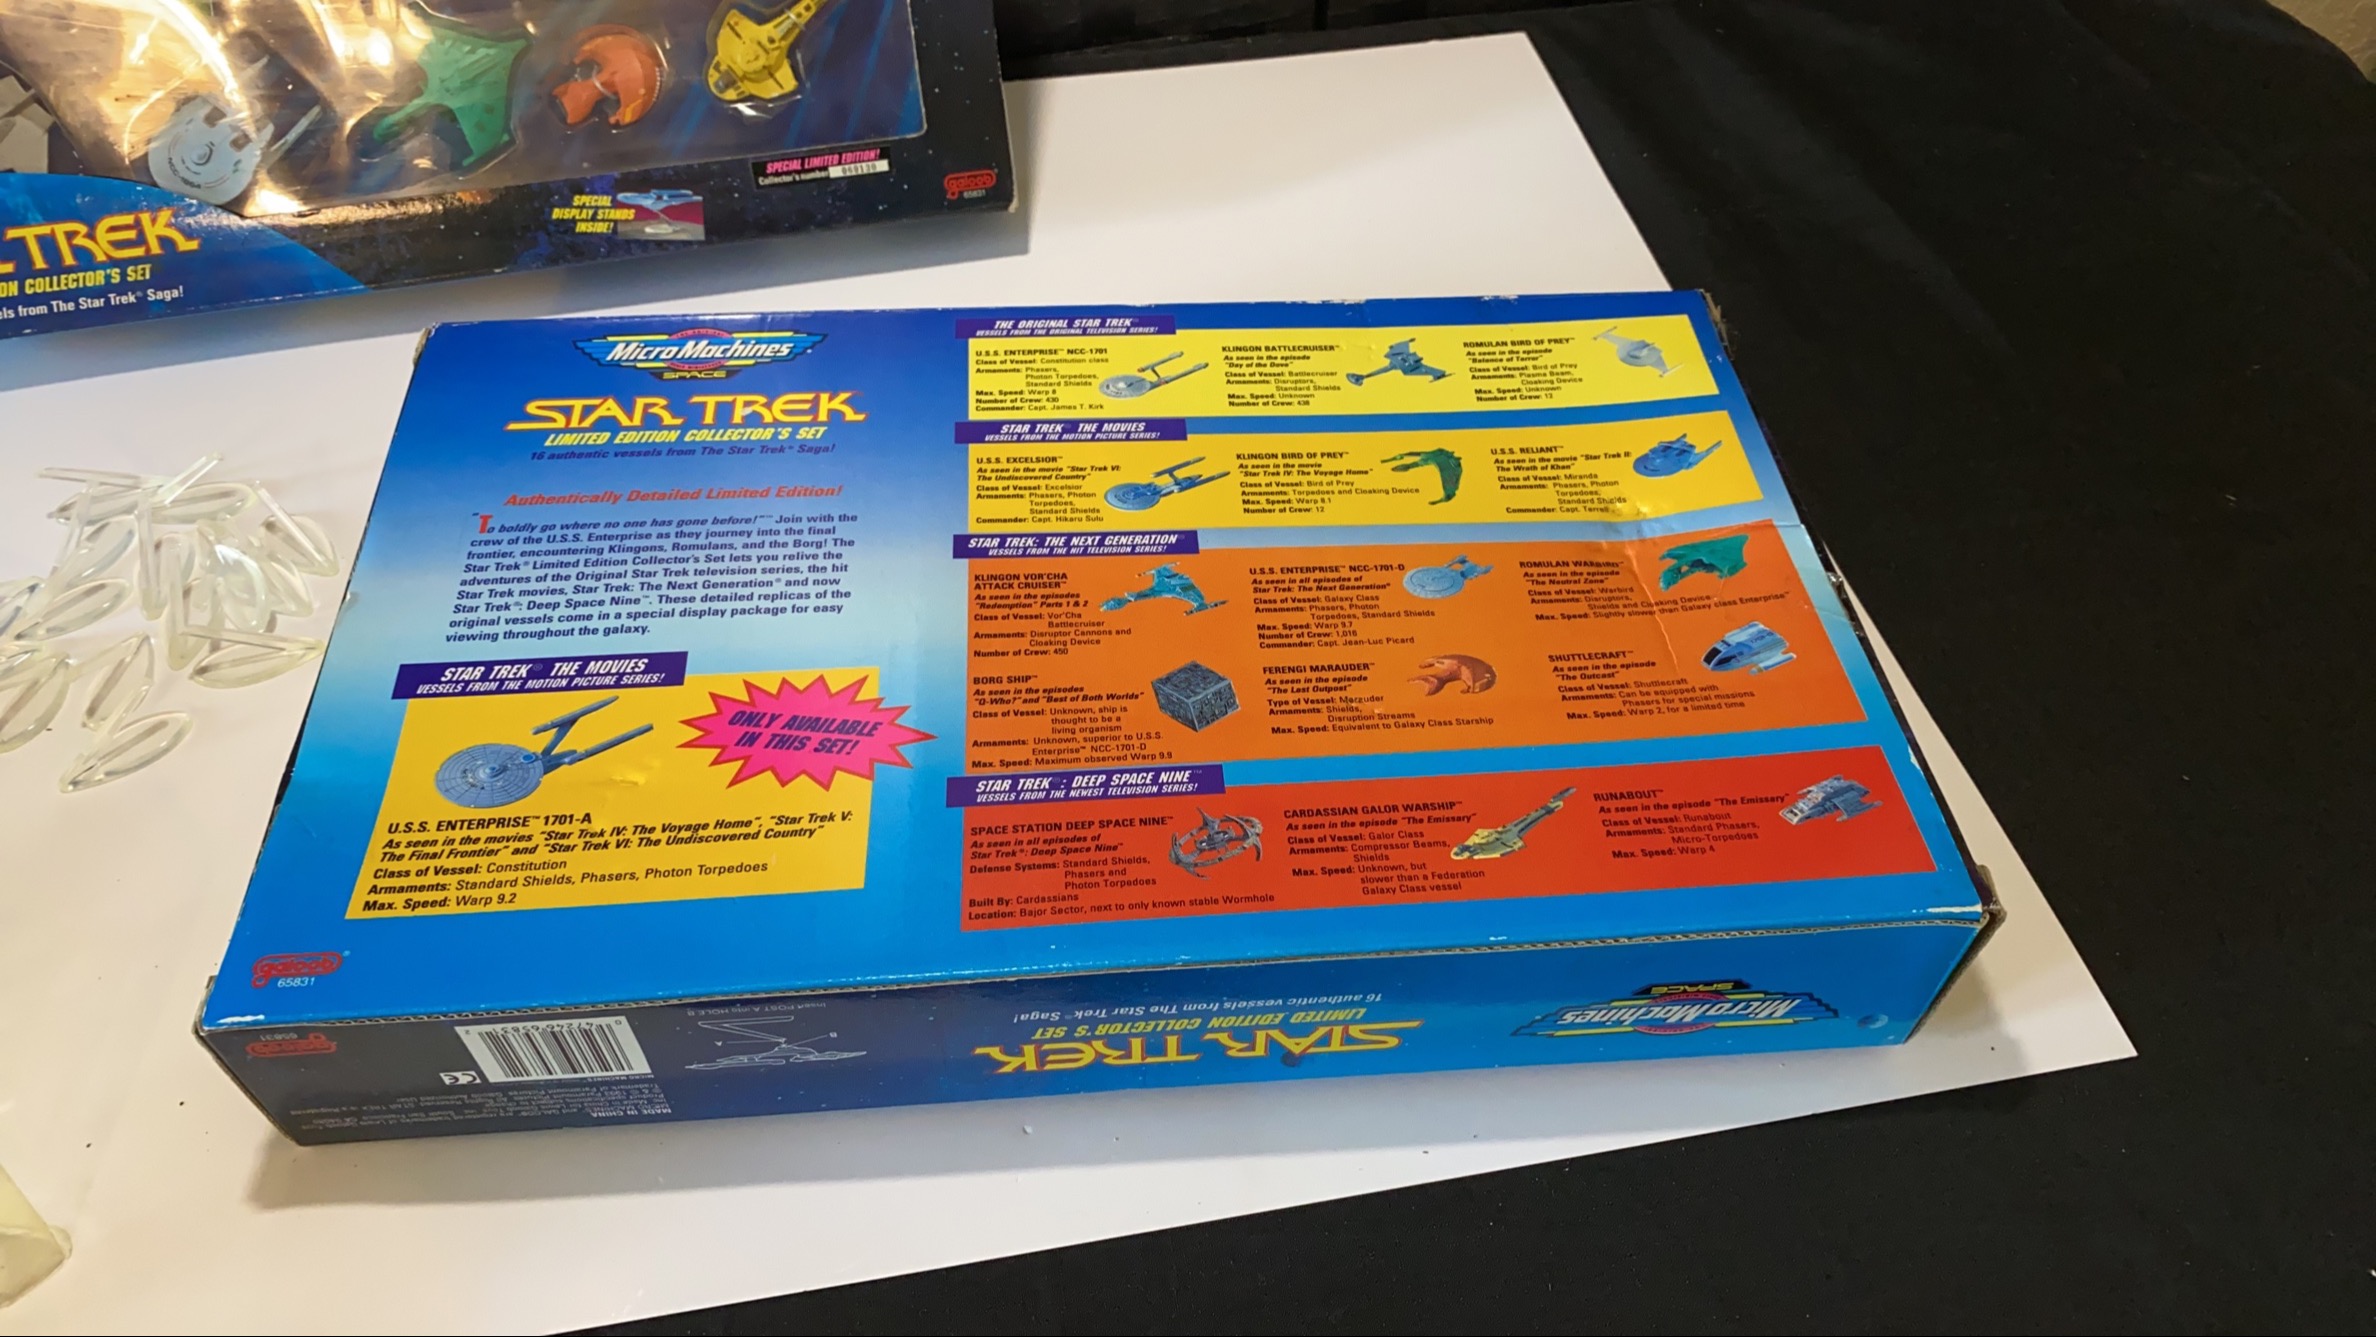 SPECIAL LIMITED EDITION!
Collector's number 069130
galoob
65831
SPECIAL
DISPLAY STANDS
INSIDE!
TREK
ON COLLECTOR'S SET
els from The Star Trek® Saga!
Micro Machines
SPACE
STAR TREK
LIMITED EDITION COLLECTOR'S SET
16 authentic vessels from The Star Trek® Saga!
Authentically Detailed Limited Edition!
"To boldly go where no one has gone before!"™ Join with the
crew of the U.S.S. Enterprise as they journey into the final
frontier, encountering Klingons, Romulans, and the Borg! The
Star Trek® Limited Edition Collector's Set lets you relive the
adventures of the Original Star Trek television series, the hit
Star Trek movies, Star Trek: The Next Generation® and now
Star Trek®: Deep Space Nine™. These detailed replicas of the
original vessels come in a special display package for easy
viewing throughout the galaxy.
STAR TREK® THE MOVIES
VESSELS FROM THE MOTION PICTURE SERIES!
ONLY AVAILABLE
IN THIS SET!
U.S.S. ENTERPRISE™ 1701-A
As seen in the movies "Star Trek IV: The Voyage Home", "Star Trek V:
The Final Frontier" and "Star Trek VI: The Undiscovered Country"
Class of Vessel: Constitution
Armaments: Standard Shields, Phasers, Photon Torpedoes
Max. Speed: Warp 9.2
galoob®
65831
THE ORIGINAL STAR TREK™
VESSELS FROM THE ORIGINAL TELEVISION SERIES!
U.S.S. ENTERPRISE™ NCC-1701
Class of Vessel: Constitution class
Armaments: Phasers,
Photon Torpedoes,
Standard Shields
Max. Speed: Warp 8
Number of Crew: 430
Commander: Capt. James T. Kirk
KLINGON BATTLECRUISER™
As seen in the episode
"Day of the Dove"
Class of Vessel: Battlecruiser
Armaments: Disruptors,
Standard Shields
Max. Speed: Unknown
Number of Crew: 438
ROMULAN BIRD OF PREY™
As seen in the episode
"Balance of Terror"
Class of Vessel: Bird of Prey
Armaments: Plasma Beam,
Cloaking Device
Max. Speed: Unknown
Number of Crew: 12
STAR TREK® THE MOVIES
VESSELS FROM THE MOTION PICTURE SERIES!
U.S.S. EXCELSIOR™
As seen in the movie "Star Trek VI:
The Undiscovered Country"
Class of Vessel: Excelsior
Armaments: Phasers, Photon
Torpedoes,
Standard Shields
Commander: Capt. Hikaru Sulu
KLINGON BIRD OF PREY™
As seen in the movie
"Star Trek IV: The Voyage Home"
Class of Vessel: Bird of Prey
Armaments: Torpedoes and Cloaking Device
Max. Speed: Warp 8.1
Number of Crew: 12
U.S.S. RELIANT™
As seen in the movie "Star Trek II:
The Wrath of Khan"
Class of Vessel: Miranda
Armaments: Phasers, Photon
Torpedoes,
Standard Shields
Commander: Capt. Terrell
STAR TREK: THE NEXT GENERATION®
VESSELS FROM THE HIT TELEVISION SERIES!
KLINGON VOR'CHA
ATTACK CRUISER™
As seen in the episodes
"Redemption" Parts 1 & 2
Class of Vessel: Vor'Cha
Battlecruiser
Armaments: Disruptor Cannons and
Cloaking Device
Number of Crew: 450
U.S.S. ENTERPRISE™ NCC-1701-D
As seen in all episodes of
Star Trek: The Next Generation®
Class of Vessel: Galaxy Class
Armaments: Phasers, Photon
Torpedoes, Standard Shields
Max. Speed: Warp 9.7
Number of Crew: 1,016
Commander: Capt. Jean-Luc Picard
ROMULAN WARBIRD™
As seen in the episode
"The Neutral Zone"
Class of Vessel: Warbird
Armaments: Disruptors,
Shields and Cloaking Device
Max. Speed: Slightly slower than Galaxy class Enterprise™
BORG SHIP™
As seen in the episodes
"Q-Who?" and "Best of Both Worlds"
Class of Vessel: Unknown, ship is
thought to be a
living organism
Armaments: Unknown, superior to U.S.S.
Enterprise™ NCC-1701-D
Max. Speed: Maximum observed Warp 9.9
FERENGI MARAUDER™
As seen in the episode
"The Last Outpost"
Type of Vessel: Marauder
Armaments: Shields,
Disruption Streams
Max. Speed: Equivalent to Galaxy Class Starship
SHUTTLECRAFT™
As seen in the episode
"The Outcast"
Class of Vessel: Shuttlecraft
Armaments: Can be equipped with
Phasers for special missions
Max. Speed: Warp 2, for a limited time
STAR TREK®: DEEP SPACE NINE™
VESSELS FROM THE NEWEST TELEVISION SERIES!
SPACE STATION DEEP SPACE NINE™
As seen in all episodes of
Star Trek®: Deep Space Nine™
Defense Systems: Standard Shields,
Phasers and
Photon Torpedoes
Built By: Cardassians
Location: Bajor Sector, next to only known stable Wormhole
CARDASSIAN GALOR WARSHIP™
As seen in the episode "The Emissary"
Class of Vessel: Galor Class
Armaments: Compressor Beams,
Shields
Max. Speed: Unknown, but
slower than a Federation
Galaxy Class vessel
RUNABOUT™
As seen in the episode "The Emissary"
Class of Vessel: Runabout
Armaments: Standard Phasers,
Micro-Torpedoes
Max. Speed: Warp 4
Micro Machines
SPACE
STAR TREK
LIMITED EDITION COLLECTOR'S SET
16 authentic vessels from The Star Trek® Saga!
Insert POST A into HOLE B
A
B
CE
MADE IN CHINA
galoob
65831